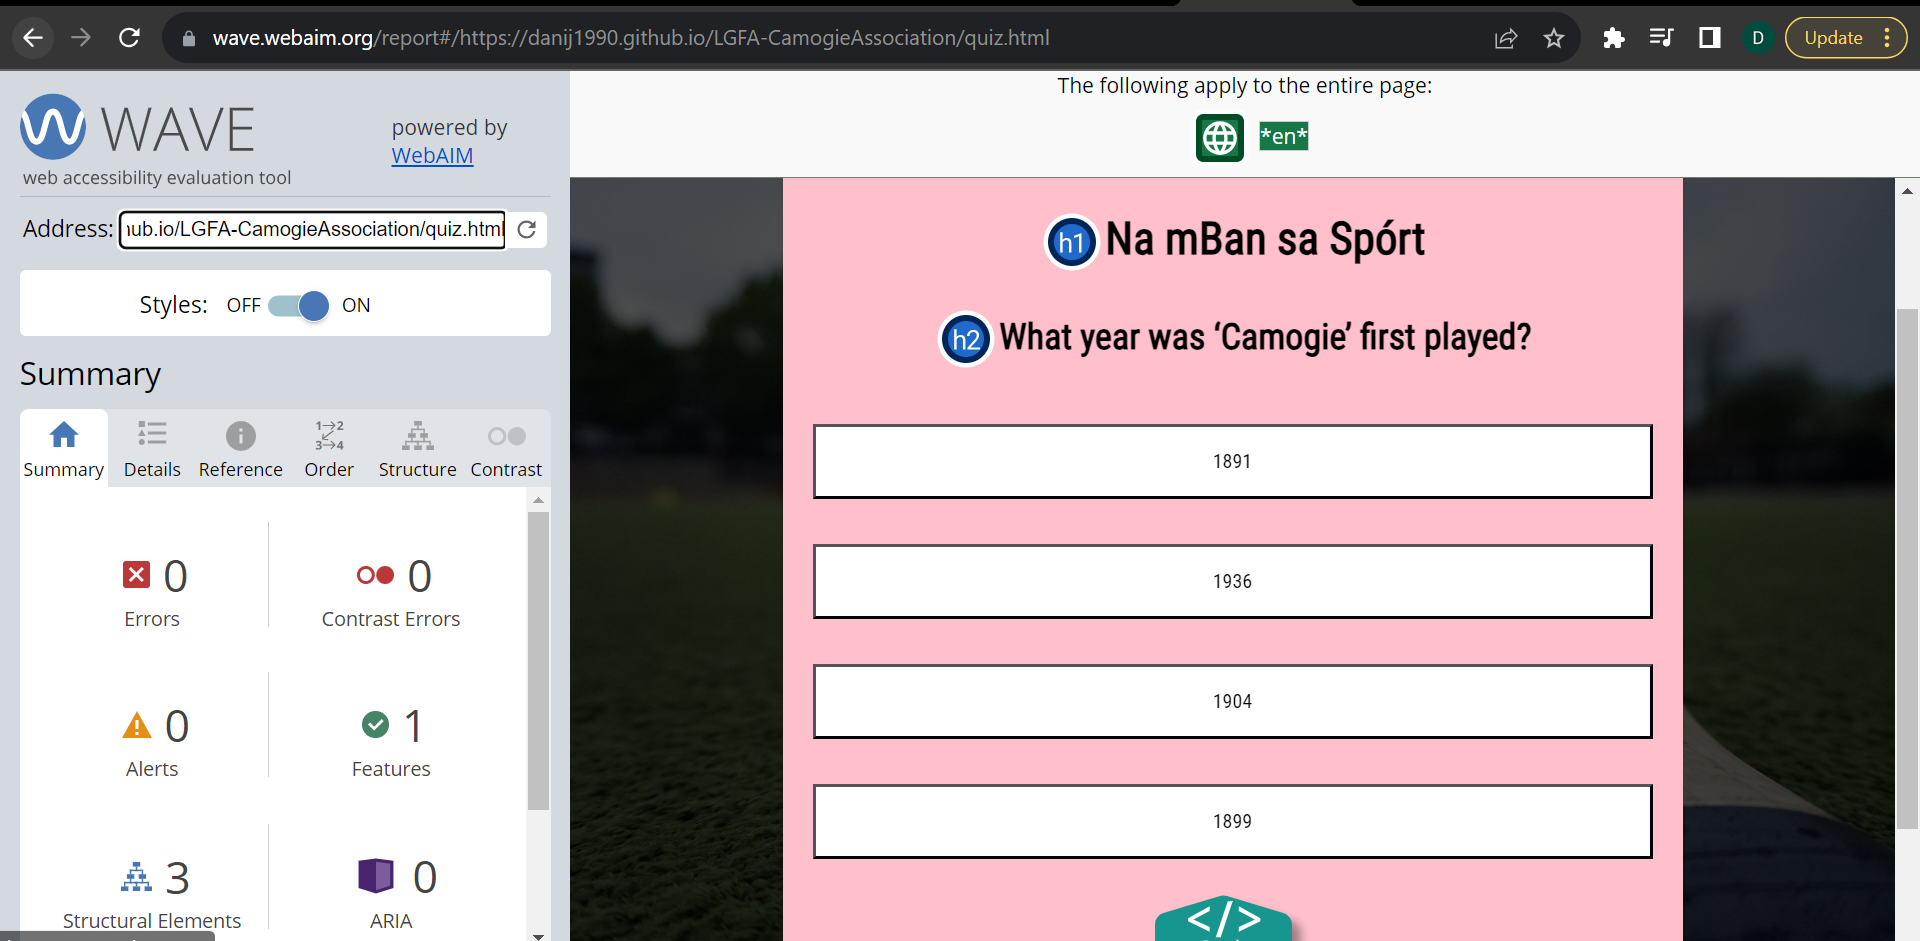 wave.webaim.org/report#/https://danij1990.github.io/LGFA-CamogieAssociation/quiz.html
D
Update
WAVE
powered by
WebAIM
web accessibility evaluation tool
Address:
ub.io/LGFA-CamogieAssociation/quiz.html
Styles:
OFF
ON
Summary
1→2
3→4
Summary
Details
Reference
Order
Structure
Contrast
0
Errors
0
Contrast Errors
0
Alerts
1
Features
3
Structural Elements
0
ARIA
The following apply to the entire page:
*en*
h1 Na mBan sa Spórt
h2 What year was ‘Camogie’ first played?
1891
1936
1904
1899
</>